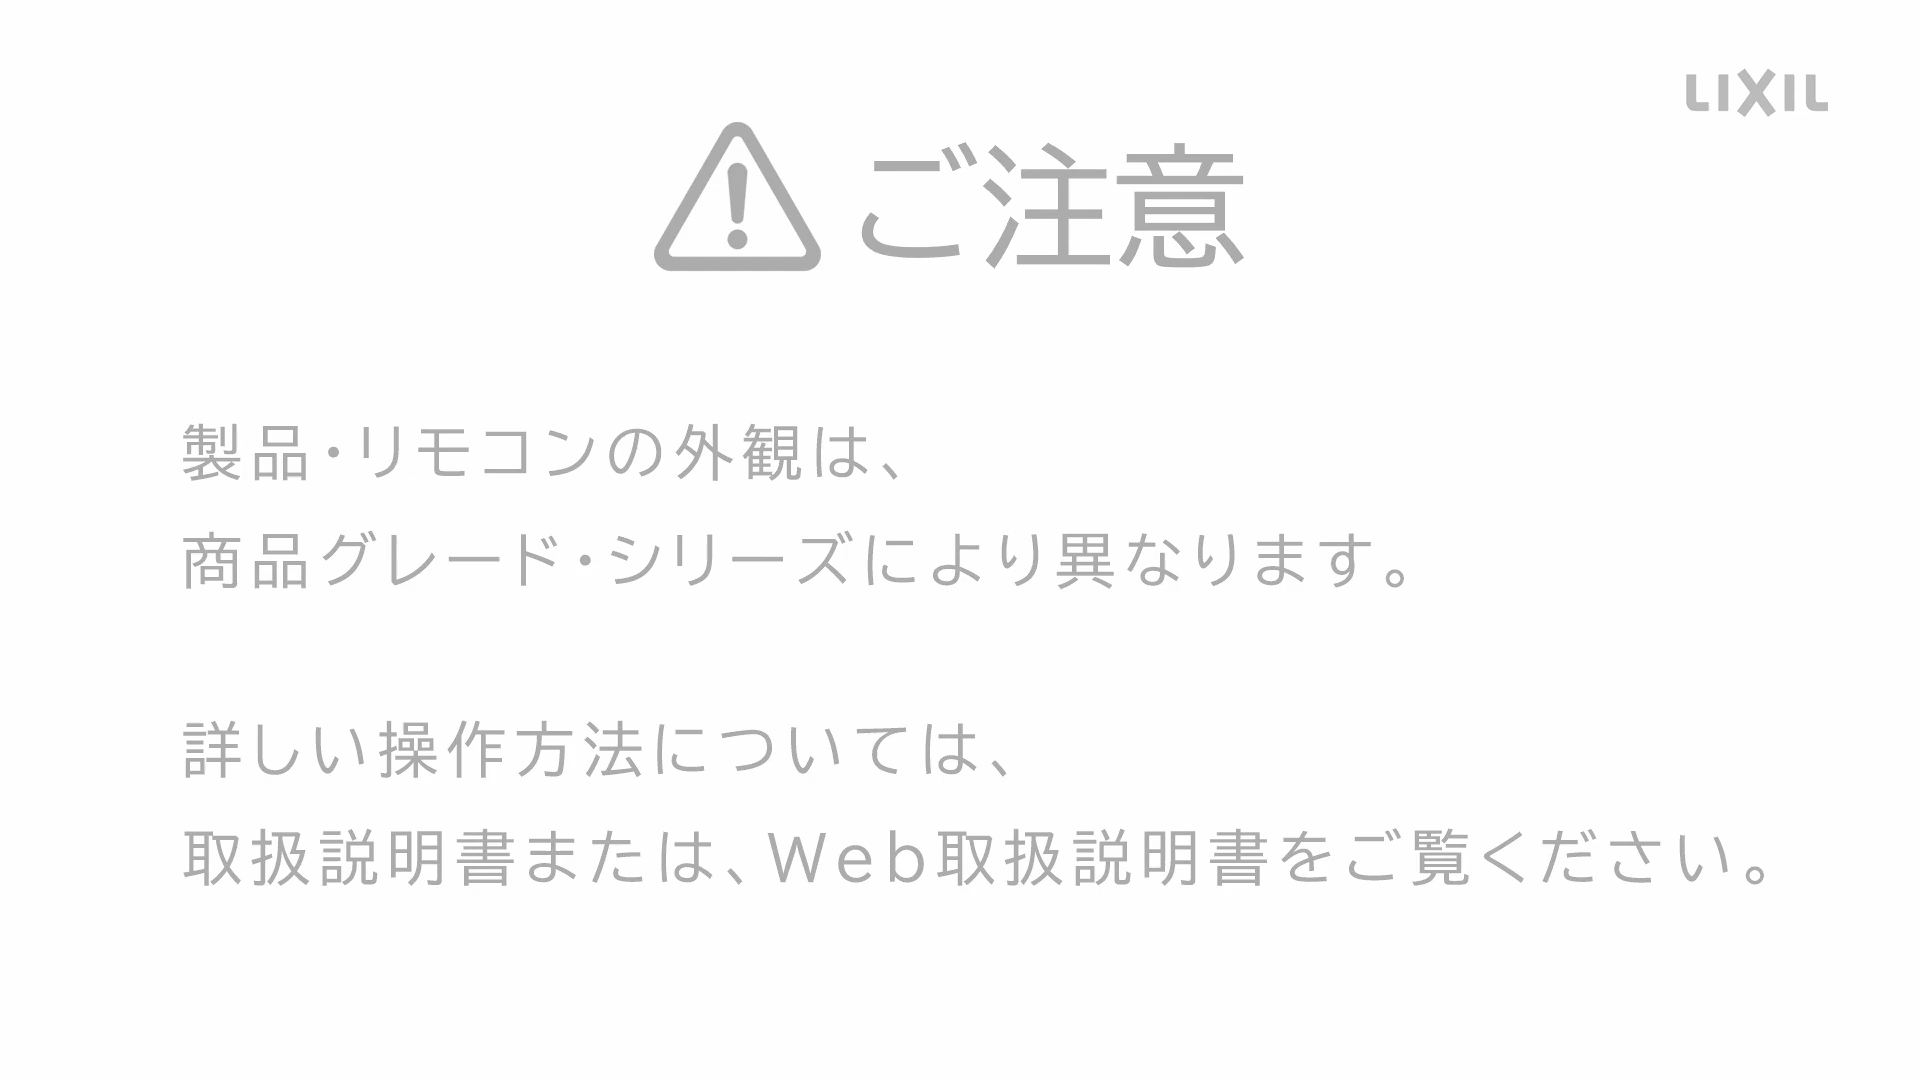 LIXIL
ご注意
製品・リモコンの外観は、
商品グレード・シリーズにより異なります。
詳しい操作方法については、
取扱説明書または、Web取扱説明書をご覧ください。